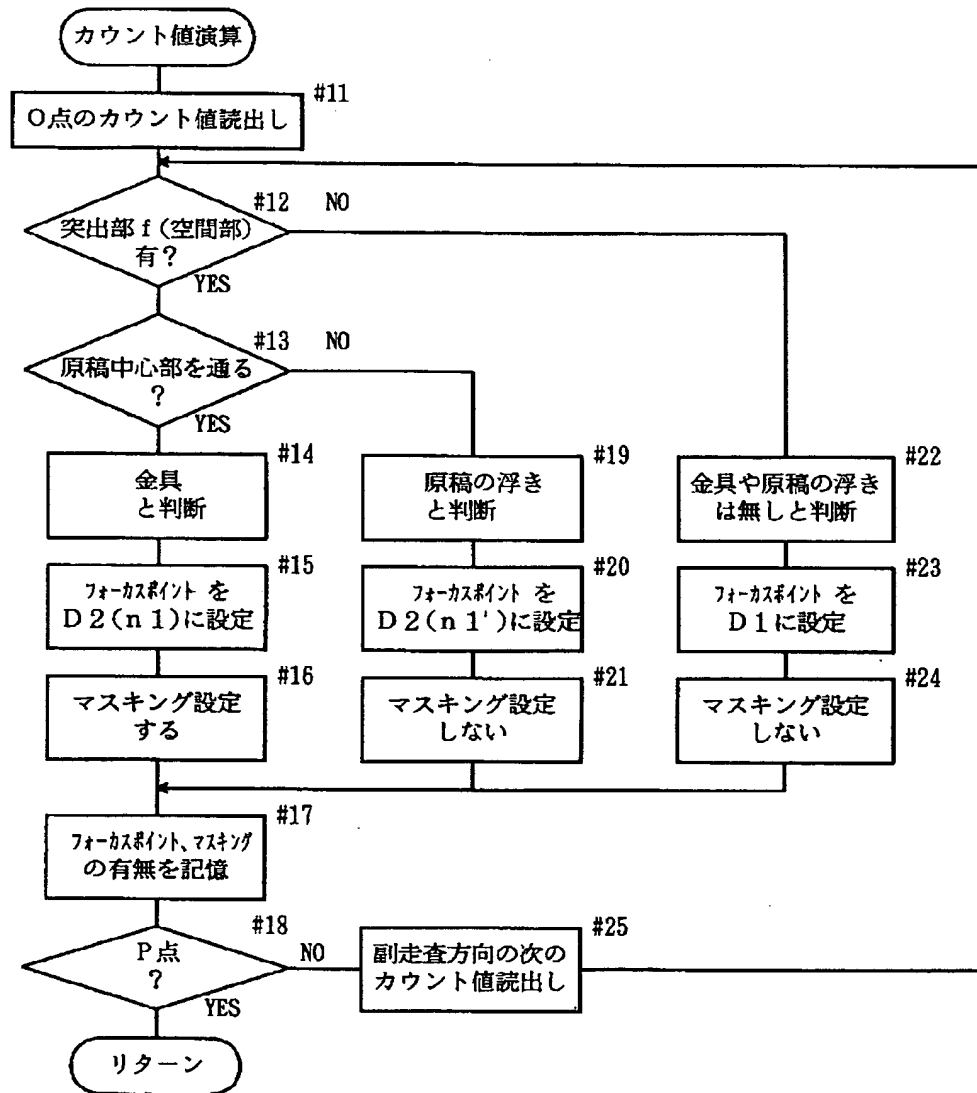 カウント値演算
#11
O点のカウント値読出し
#12 NO
突出部f(空間部)
有?
YES
#13 NO
原稿中心部を通る
?
YES
#14
金具
と判断
#19
原稿の浮き
と判断
#22
金具や原稿の浮き
は無しと判断
#15
フォーカスポイント を
D2(n1)に設定
#20
フォーカスポイント を
D2(n1')に設定
#23
フォーカスポイント を
D1に設定
#16
マスキング設定
する
#21
マスキング設定
しない
#24
マスキング設定
しない
#17
フォーカスポイント、マスキング
の有無を記憶
#18 NO
P点
?
YES
#25
副走査方向の次の
カウント値読出し
リターン